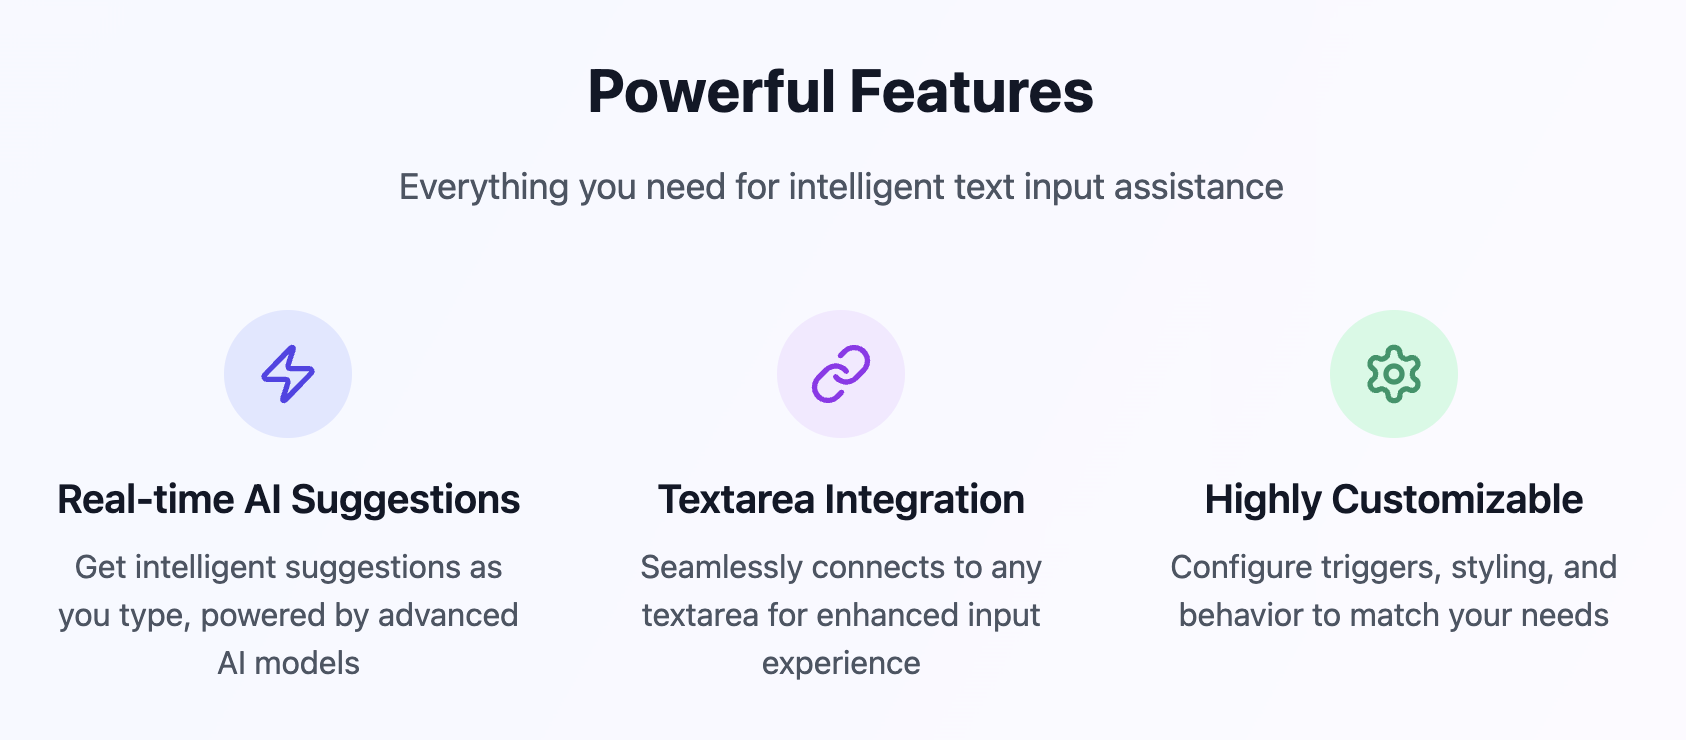 Powerful Features
Everything you need for intelligent text input assistance
Real-time AI Suggestions
Get intelligent suggestions as
you type, powered by advanced
AI models
Textarea Integration
Seamlessly connects to any
textarea for enhanced input
experience
Highly Customizable
Configure triggers, styling, and
behavior to match your needs